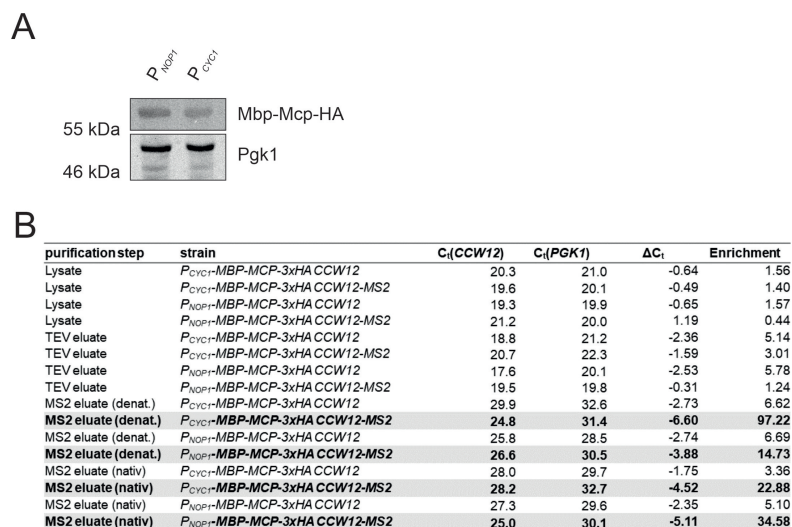 A
P NOP1 P CYC1
Mbp-Mcp-HA
55 kDa
Pgk1
46 kDa
B
purification step strain Ct(CCW12) Ct(PGK1) ΔCt Enrichment
Lysate PCYC1-MBP-MCP-3xHA CCW12 20.3 21.0 -0.64 1.56
Lysate PCYC1-MBP-MCP-3xHA CCW12-MS2 19.6 20.1 -0.49 1.40
Lysate PNOP1-MBP-MCP-3xHA CCW12 19.3 19.9 -0.65 1.57
Lysate PNOP1-MBP-MCP-3xHA CCW12-MS2 21.2 20.0 1.19 0.44
TEV eluate PCYC1-MBP-MCP-3xHA CCW12 18.8 21.2 -2.36 5.14
TEV eluate PCYC1-MBP-MCP-3xHA CCW12-MS2 20.7 22.3 -1.59 3.01
TEV eluate PNOP1-MBP-MCP-3xHA CCW12 17.6 20.1 -2.53 5.78
TEV eluate PNOP1-MBP-MCP-3xHA CCW12-MS2 19.5 19.8 -0.31 1.24
MS2 eluate (denat.) PCYC1-MBP-MCP-3xHA CCW12 29.9 32.6 -2.73 6.62
MS2 eluate (denat.) PCYC1-MBP-MCP-3xHA CCW12-MS2 24.8 31.4 -6.60 97.22
MS2 eluate (denat.) PNOP1-MBP-MCP-3xHA CCW12 25.8 28.5 -2.74 6.69
MS2 eluate (denat.) PNOP1-MBP-MCP-3xHA CCW12-MS2 26.6 30.5 -3.88 14.73
MS2 eluate (nativ) PCYC1-MBP-MCP-3xHA CCW12 28.0 29.7 -1.75 3.36
MS2 eluate (nativ) PCYC1-MBP-MCP-3xHA CCW12-MS2 28.2 32.7 -4.52 22.88
MS2 eluate (nativ) PNOP1-MBP-MCP-3xHA CCW12 27.3 29.6 -2.35 5.10
MS2 eluate (nativ) PNOP1-MBP-MCP-3xHA CCW12-MS2 25.0 30.1 -5.11 34.58